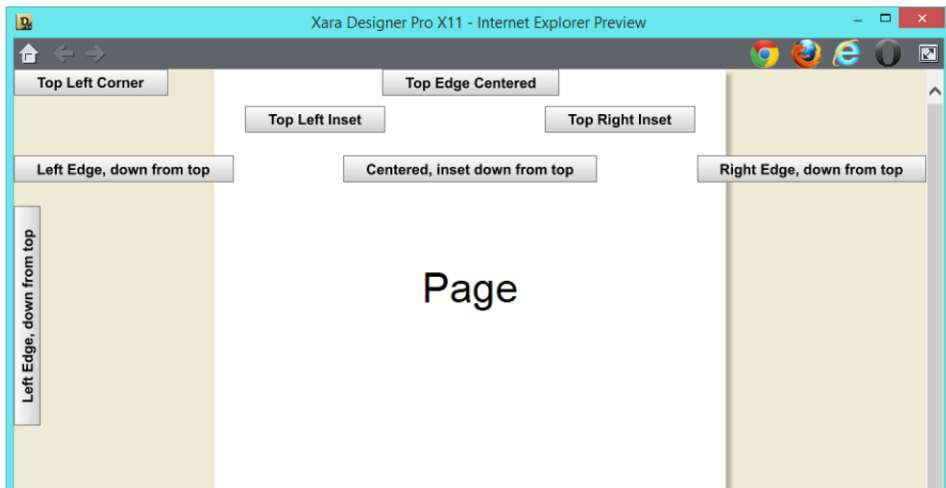 Xara Designer Pro X11 - Internet Explorer Preview
Top Left Corner
Top Edge Centered
Top Left Inset
Top Right Inset
Left Edge, down from top
Centered, inset down from top
Right Edge, down from top
Left Edge, down from top
Page